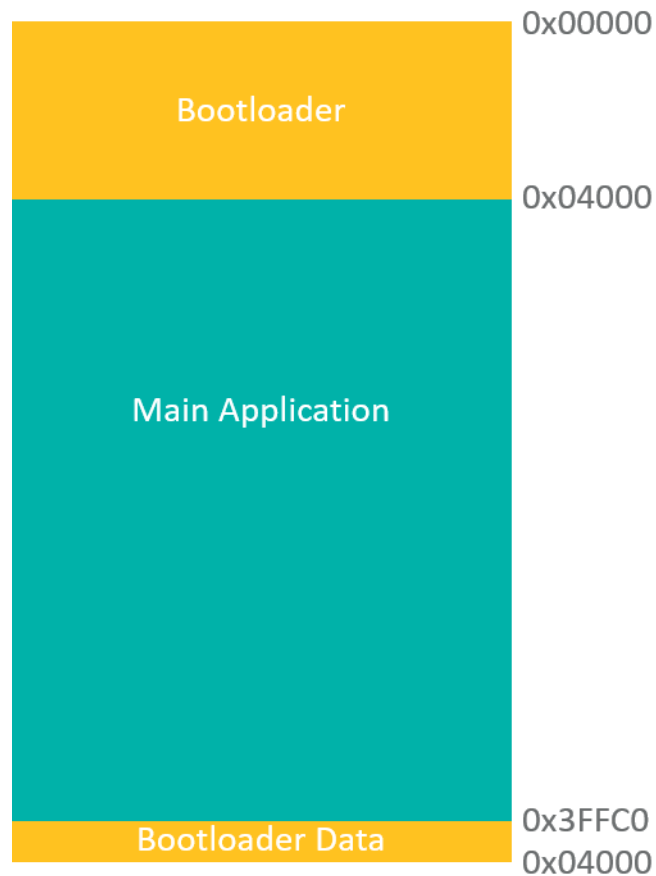 0x00000
Bootloader
0x04000
Main Application
0x3FFC0
Bootloader Data
0x04000